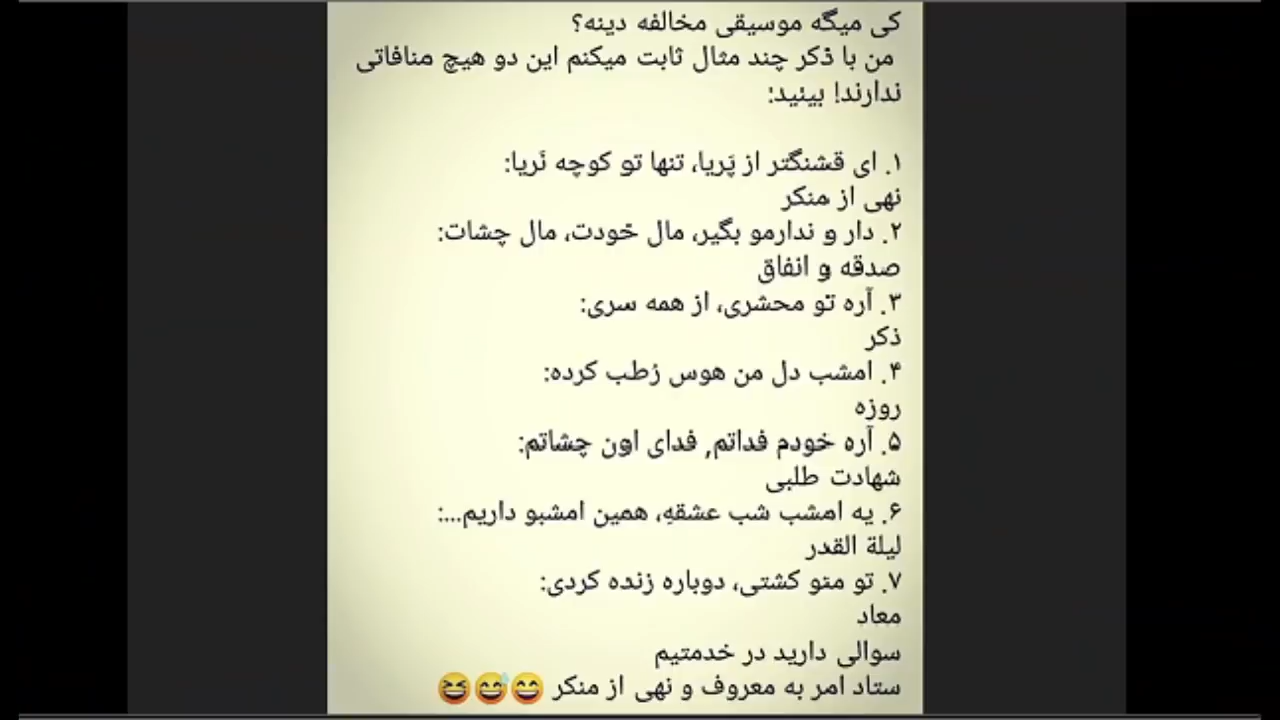 کی میگه موسیقی مخالفه دینه؟
من با ذکر چند مثال ثابت میکنم این دو هیچ منافاتی
ندارند! ببینید:
۱. ای قشنگتر از پَریا، تنها تو کوچه نَریا:
نهی از منکر
۲. دار و ندارمو بگیر، مال خودت، مال چشات:
صدقه و انفاق
۳. آره تو محشری، از همه سری:
ذکر
۴. امشب دل من هوس رُطب کرده:
روزه
۵. آره خودم فداتم, فدای اون چشاتم:
شهادت طلبی
۶. یه امشب شب عشقهِ، همین امشبو داریم...:
لیلة القدر
۷. تو منو کشتی، دوباره زنده کردی:
معاد
سوالی دارید در خدمتیم
ستاد امر به معروف و نهی از منکر 😄😅😆